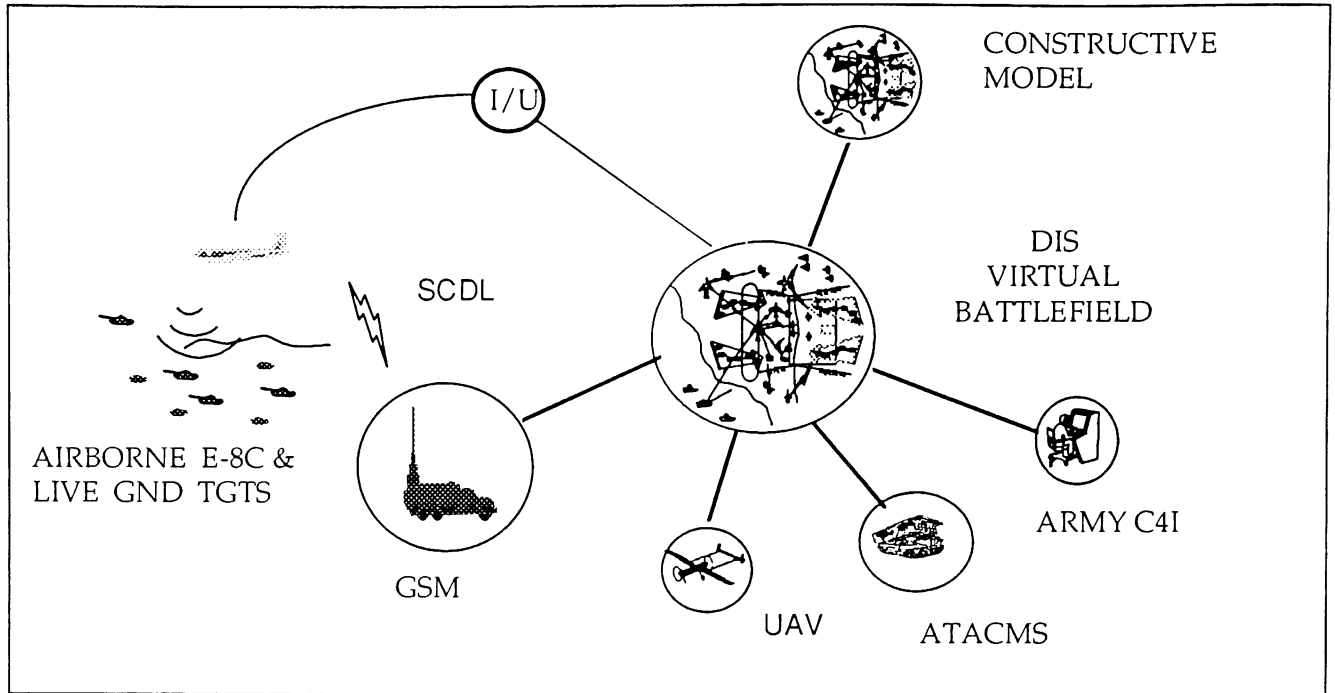 CONSTRUCTIVE
MODEL
I/U
DIS
VIRTUAL
BATTLEFIELD
SCDL
AIRBORNE E-8C &
LIVE GND TGTS
GSM
UAV
ATACMS
ARMY C4I